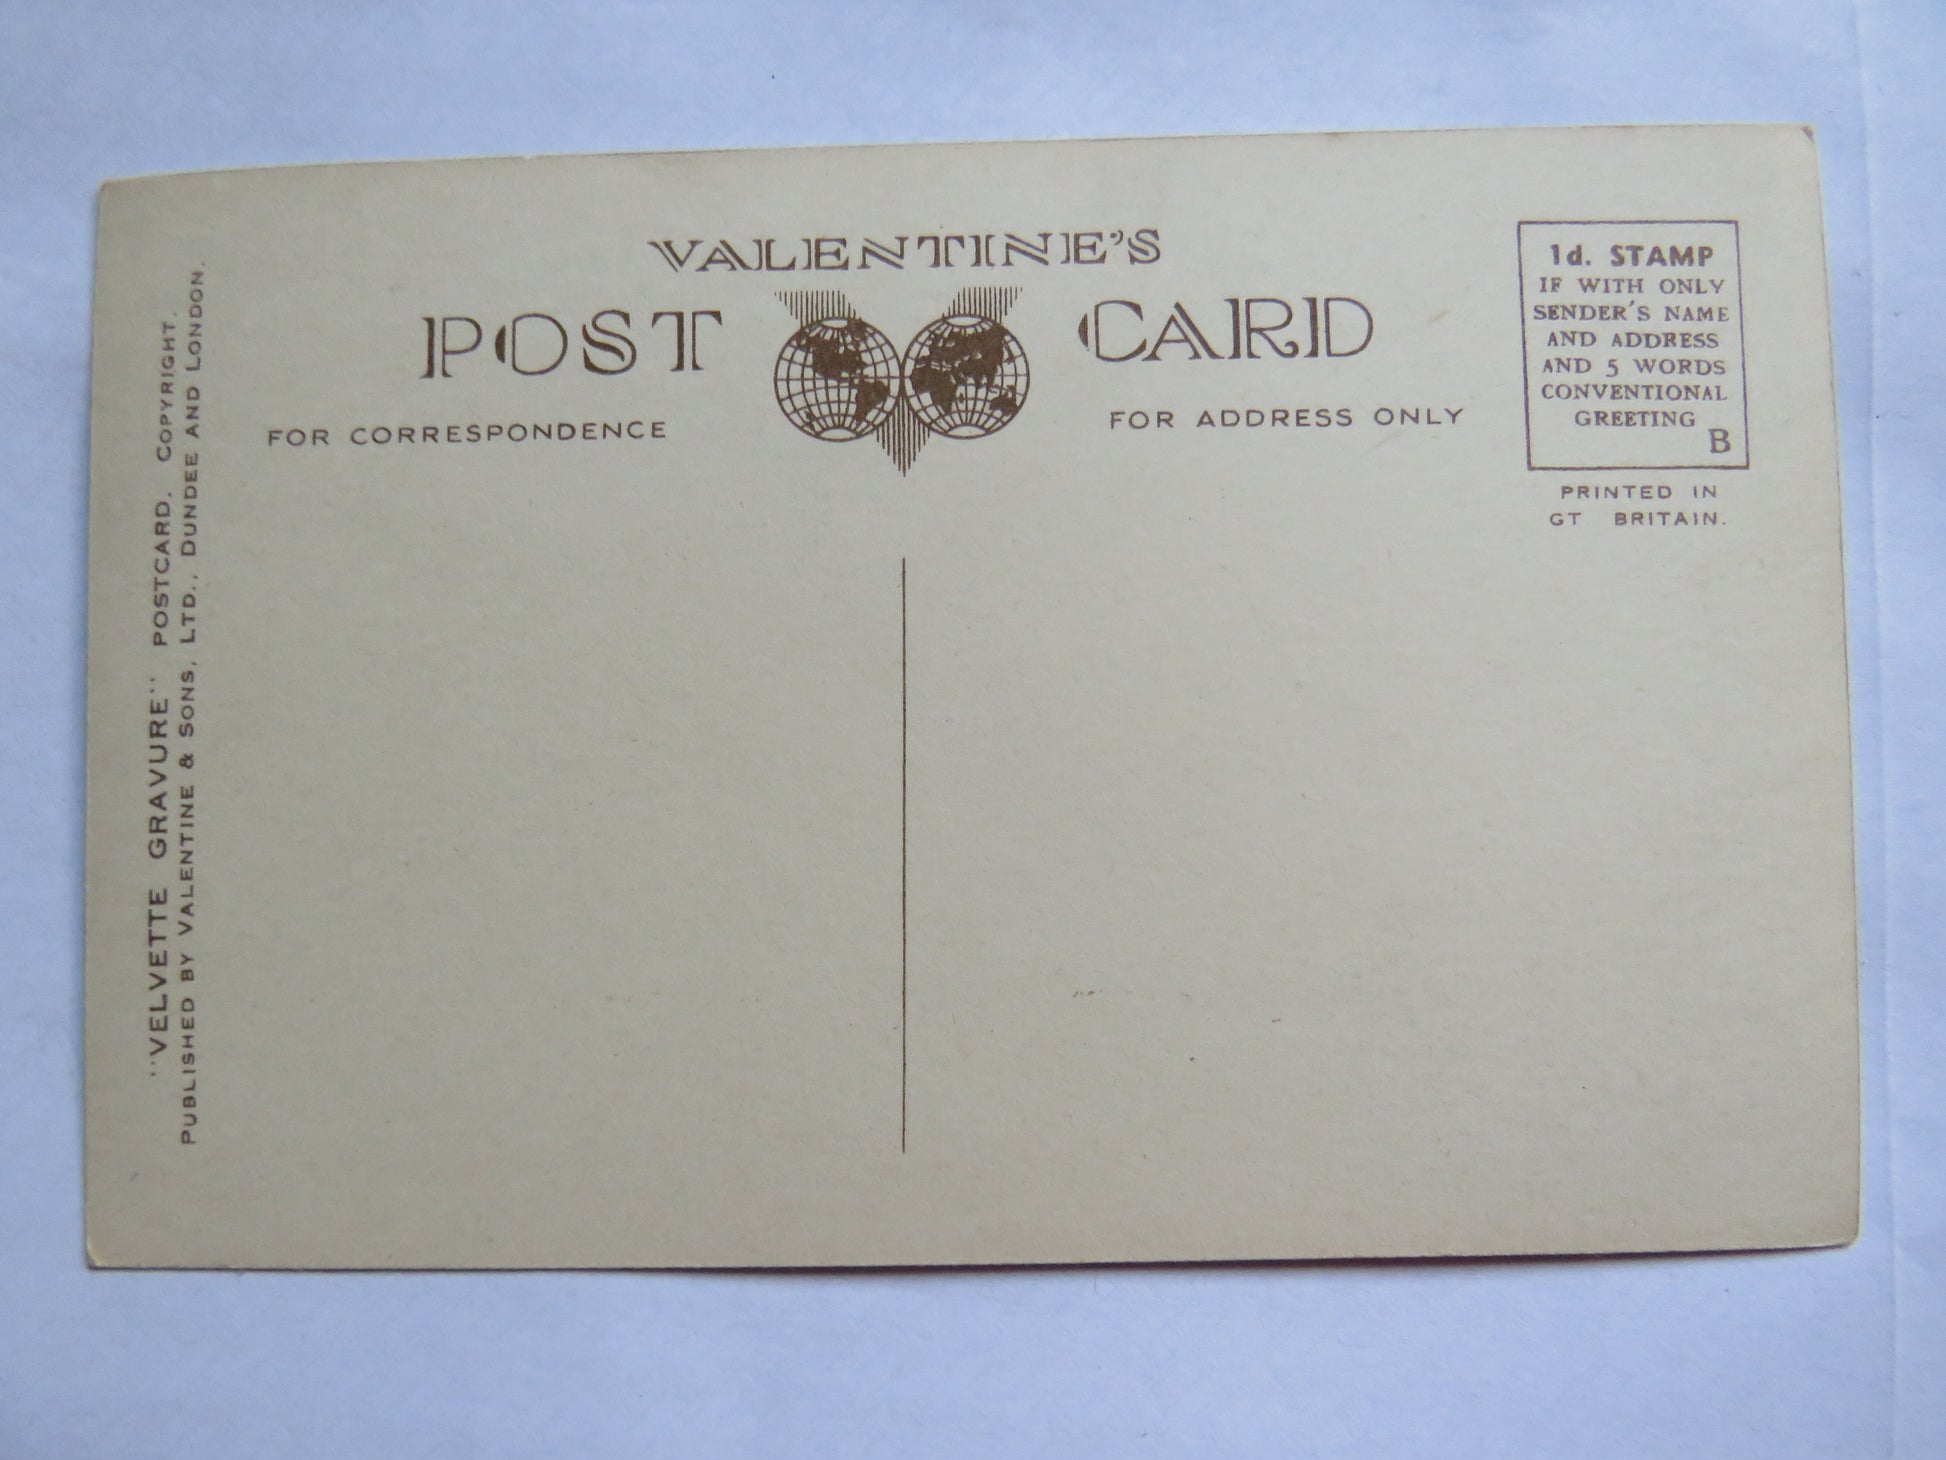 VALENTINE'S
POST CARD
FOR CORRESPONDENCE
FOR ADDRESS ONLY
1d. STAMP
IF WITH ONLY
SENDER'S NAME
AND ADDRESS
AND 5 WORDS
CONVENTIONAL
GREETING
B
PRINTED IN
GT BRITAIN.
"VELVETTE GRAVURE" POSTCARD. COPYRIGHT.
PUBLISHED BY VALENTINE & SONS, LTD., DUNDEE AND LONDON.